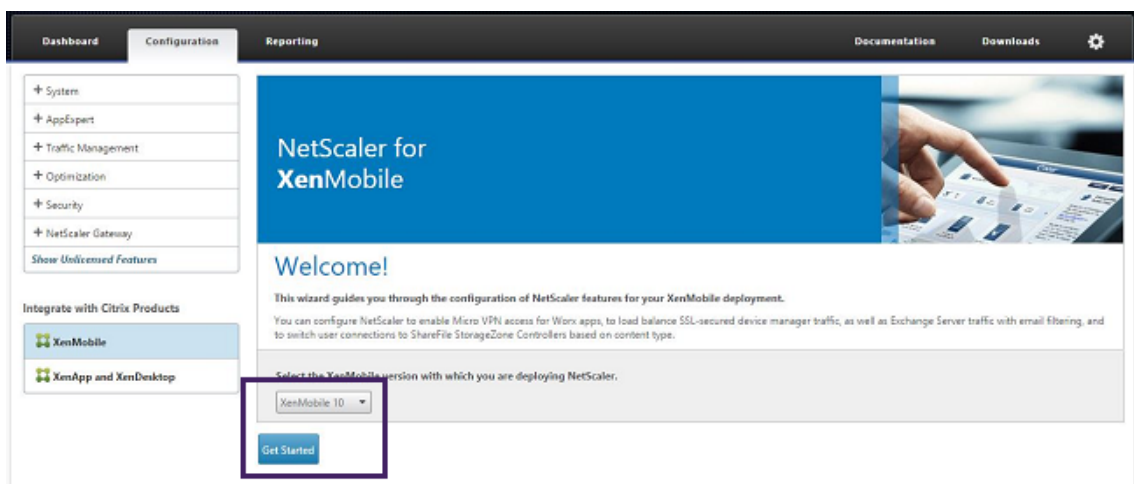 Dashboard Configuration Reporting Documentation Downloads
+ System
+ AppExpert
+ Traffic Management
+ Optimization
+ Security
+ NetScaler Gateway
Show Unlicensed Features
Integrate with Citrix Products
XenMobile
XenApp and XenDesktop
NetScaler for
XenMobile
Welcome!
This wizard guides you through the configuration of NetScaler features for your XenMobile deployment.
You can configure NetScaler to enable Micro VPN access for Worx apps, to load balance SSL-secured device manager traffic, as well as Exchange Server traffic with email filtering, and
to switch user connections to ShareFile StorageZone Controllers based on content type.
Select the XenMobile version with which you are deploying NetScaler.
XenMobile 10
Get Started